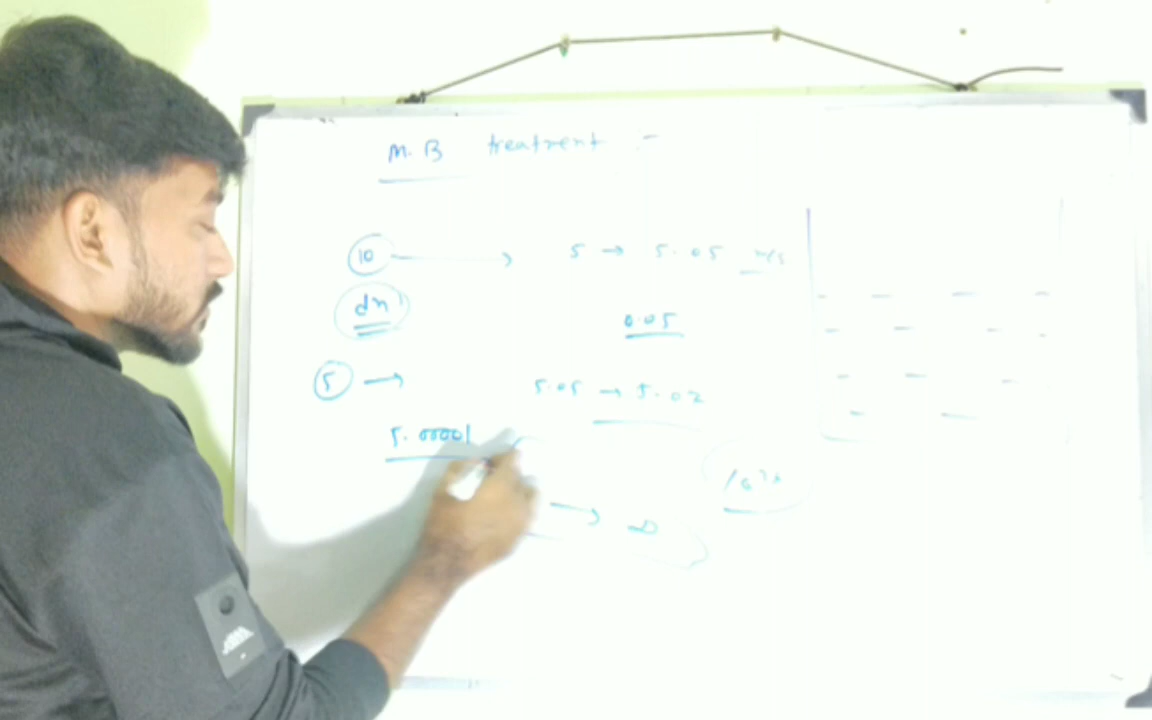 M.B treatment :-
10 → 5 → 5.05 m/s
dn
0.05
5 → 5.05 → 5.02
5.00001
→ ∞